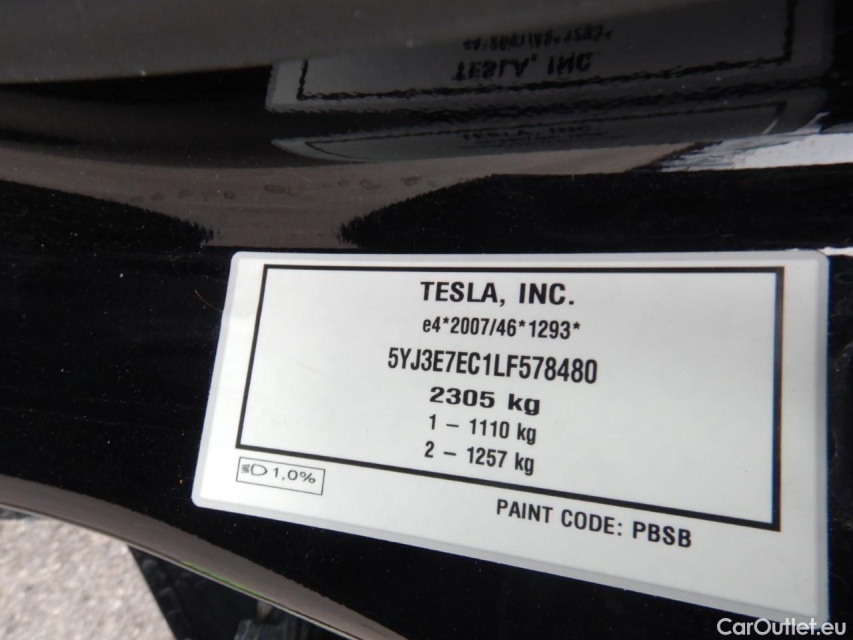 TESLA, INC.
e4*2007/46*1293*
5YJ3E7EC1LF578480
2305 kg
1 – 1110 kg
2 – 1257 kg
1,0%
PAINT CODE: PBSB
CarOutlet.eu